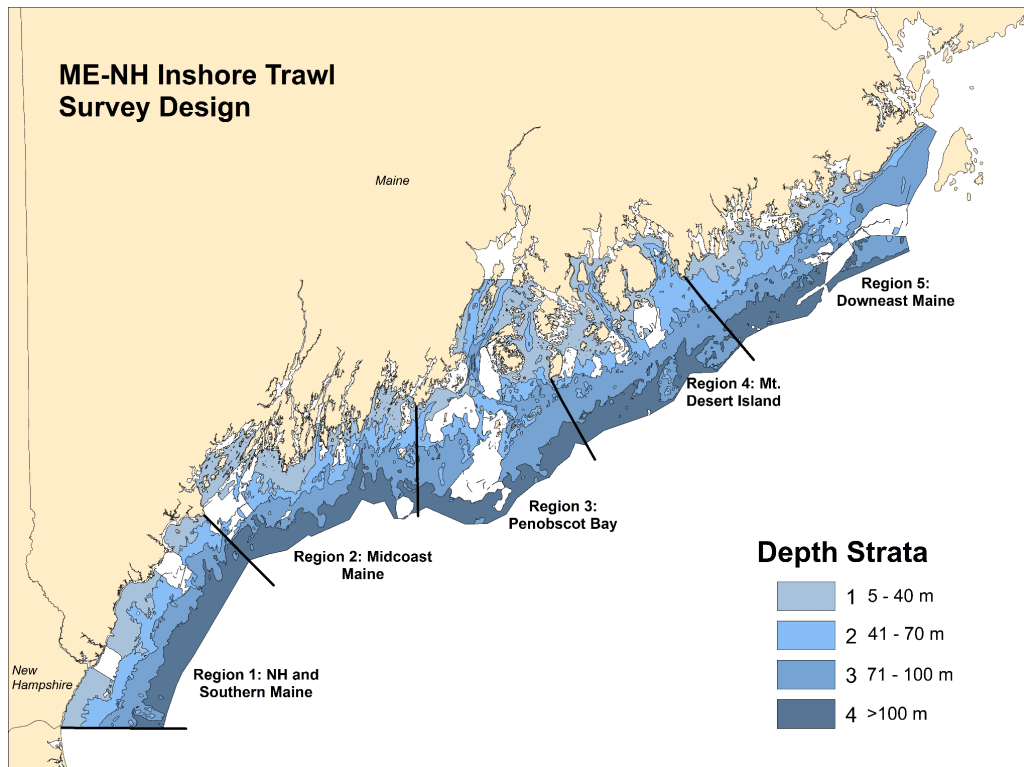 ME-NH Inshore Trawl
Survey Design
Maine
Region 5:
Downeast Maine
Region 4: Mt.
Desert Island
Region 3:
Penobscot Bay
Region 2: Midcoast
Maine
Region 1: NH and
Southern Maine
New
Hampshire
Depth Strata
1 5 - 40 m
2 41 - 70 m
3 71 - 100 m
4 >100 m